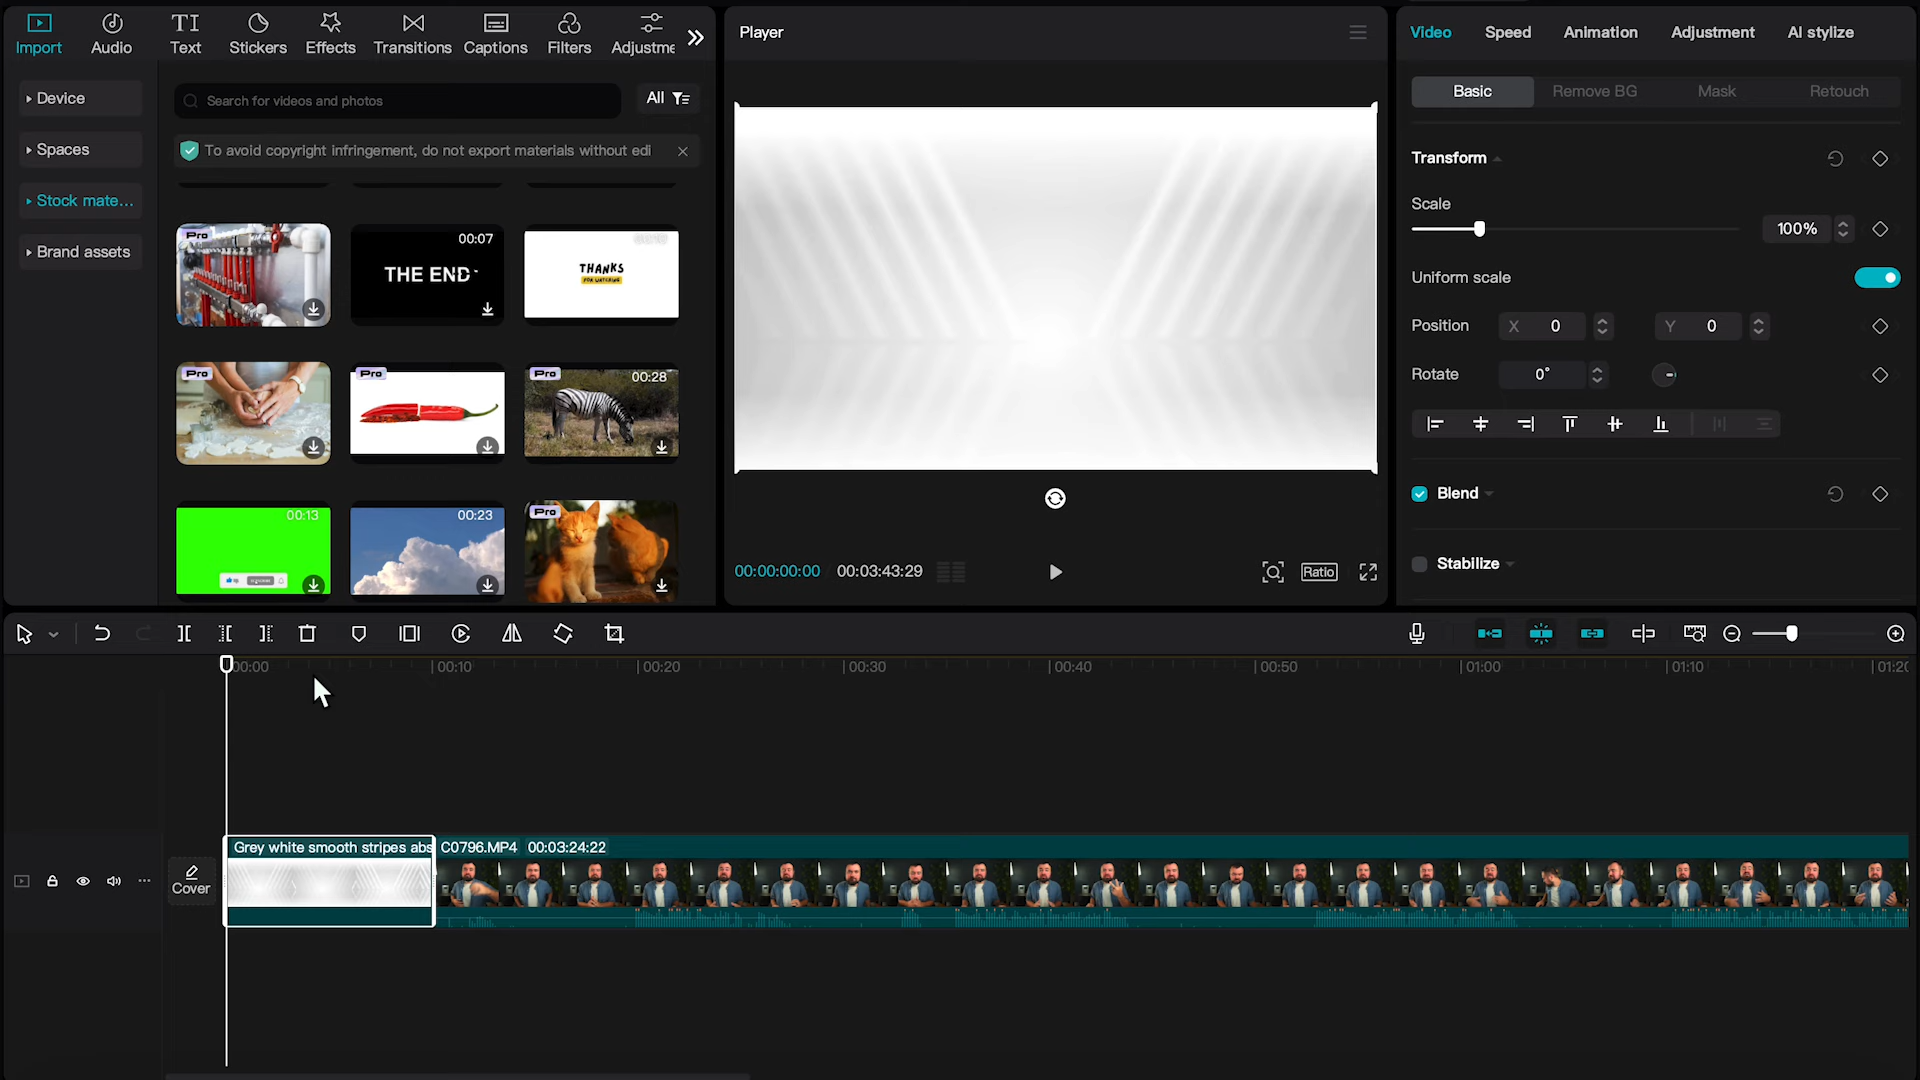 Import
Audio
Text
Stickers
Effects
Transitions
Captions
Filters
Adjustme
Device
Spaces
Stock mate...
Brand assets
Search for videos and photos
All
To avoid copyright infringement, do not export materials without edi
Pro
00:07
THE END
THANKS
FOR WATCHING
Pro
Pro
Pro
00:28
00:13
00:23
Pro
Player
00:00:00:00
00:03:43:29
Ratio
Video
Speed
Animation
Adjustment
AI stylize
Basic
Remove BG
Mask
Retouch
Transform
Scale
100%
Uniform scale
Position
X 0
Y 0
Rotate
0°
Blend
Stabilize
00:00
00:10
00:20
00:30
00:40
00:50
01:00
01:10
01:20
Cover
Grey white smooth stripes abs
C0796.MP4 00:03:24:22